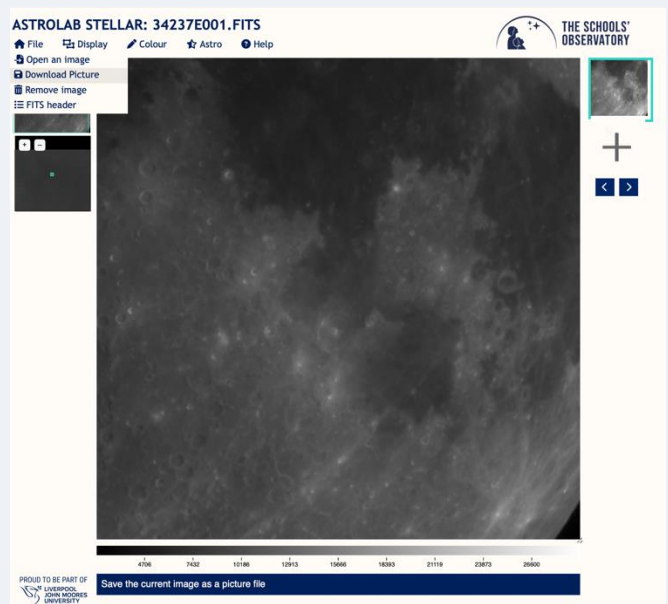 ASTROLAB STELLAR: 34237E001.FITS
File Display Colour Astro Help
THE SCHOOLS'
OBSERVATORY
Open an image
Download Picture
Remove image
FITS header
+ −
< >
4706 7432 10186 12913 15666 18393 21119 23873 26600
PROUD TO BE PART OF
LIVERPOOL
JOHN MOORES
UNIVERSITY
Save the current image as a picture file